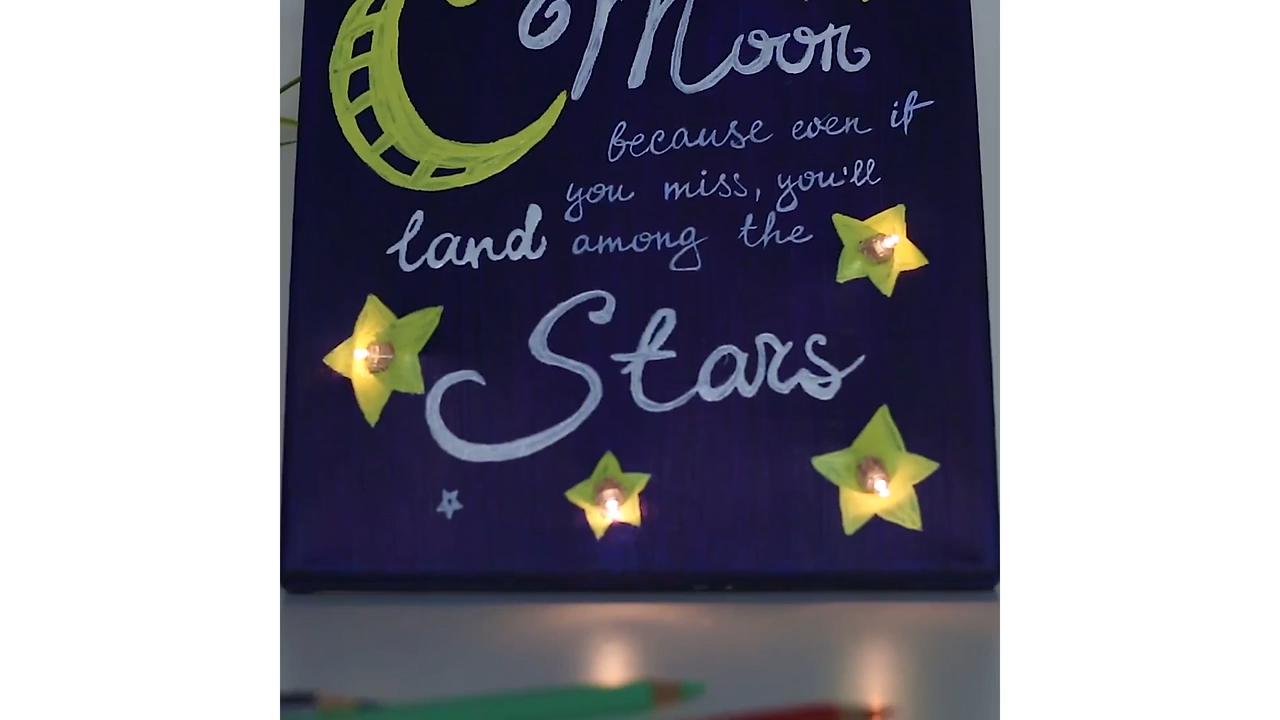 Moon
because even if
you miss, you'll
land among the
Stars